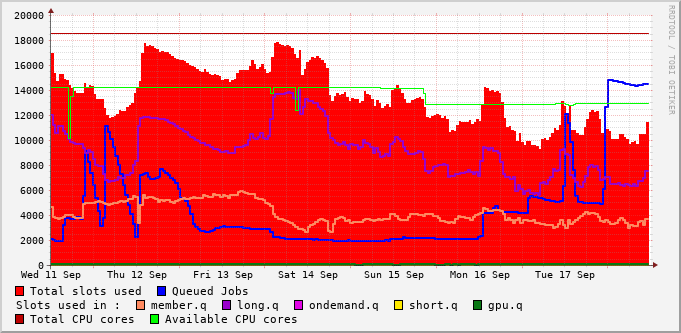 20000
18000
16000
14000
12000
10000
8000
6000
4000
2000
0
Wed 11 Sep Thu 12 Sep Fri 13 Sep Sat 14 Sep Sun 15 Sep Mon 16 Sep Tue 17 Sep
Total slots used Queued Jobs
Slots used in : member.q long.q ondemand.q short.q gpu.q
Total CPU cores Available CPU cores
RRDTOOL / TOBI OETIKER